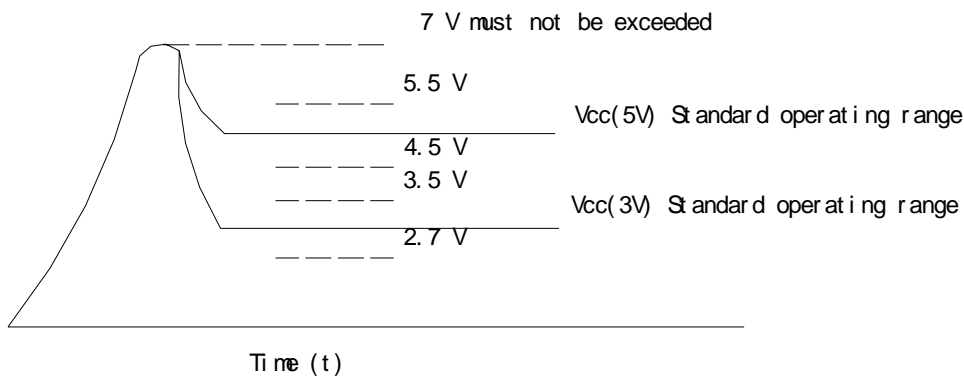 7 V must not be exceeded
5.5 V
Vcc(5V) Standard operating range
4.5 V
3.5 V
Vcc(3V) Standard operating range
2.7 V
Time (t)